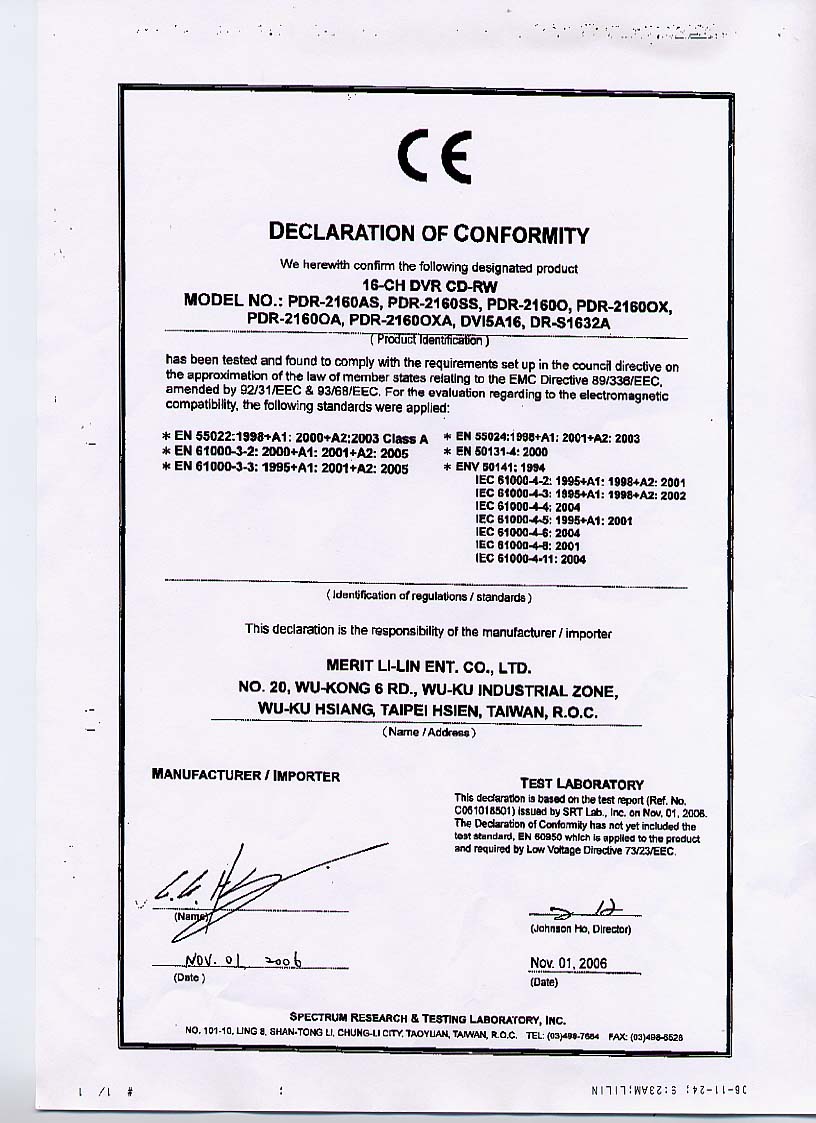 CE
DECLARATION OF CONFORMITY
We herewith confirm the following designated product
16-CH DVR CD-RW
MODEL NO.: PDR-2160AS, PDR-2160SS, PDR-2160O, PDR-2160OX,
PDR-2160OA, PDR-2160OXA, DVI5A16, DR-S1632A
( Product Identification )
has been tested and found to comply with the requirements set up in the council directive on
the approximation of the law of member states relating to the EMC Directive 89/336/EEC,
amended by 92/31/EEC & 93/68/EEC. For the evaluation regarding to the electromagnetic
compatibility, the following standards were applied:
* EN 55022:1998+A1: 2000+A2:2003 Class A
* EN 61000-3-2: 2000+A1: 2001+A2: 2005
* EN 61000-3-3: 1995+A1: 2001+A2: 2005
* EN 55024:1998+A1: 2001+A2: 2003
* EN 50131-4: 2000
* ENV 50141: 1994
IEC 61000-4-2: 1995+A1: 1998+A2: 2001
IEC 61000-4-3: 1995+A1: 1998+A2: 2002
IEC 61000-4-4: 2004
IEC 61000-4-5: 1995+A1: 2001
IEC 61000-4-6: 2004
IEC 61000-4-8: 2001
IEC 61000-4-11: 2004
( Identification of regulations / standards )
This declaration is the responsibility of the manufacturer / importer
MERIT LI-LIN ENT. CO., LTD.
NO. 20, WU-KONG 6 RD., WU-KU INDUSTRIAL ZONE,
WU-KU HSIANG, TAIPEI HSIEN, TAIWAN, R.O.C.
( Name / Address )
MANUFACTURER / IMPORTER
(Name)
NOV. 01 2006
(Date )
TEST LABORATORY
This declaration is based on the test report (Ref. No.
C061018501) issued by SRT Lab., Inc. on Nov. 01, 2006.
The Declaration of Conformity has not yet included the
test standard, EN 60950 which is applied to the product
and required by Low Voltage Directive 73/23/EEC.
(Johnson Ho, Director)
Nov. 01, 2006
(Date)
SPECTRUM RESEARCH & TESTING LABORATORY, INC.
NO. 101-10, LING 8, SHAN-TONG LI, CHUNG-LI CITY, TAOYUAN, TAIWAN, R.O.C. TEL: (03)498-7684 FAX: (03)498-8528
06-11-24; 9:23AM;LILIN ; # 1/ 1